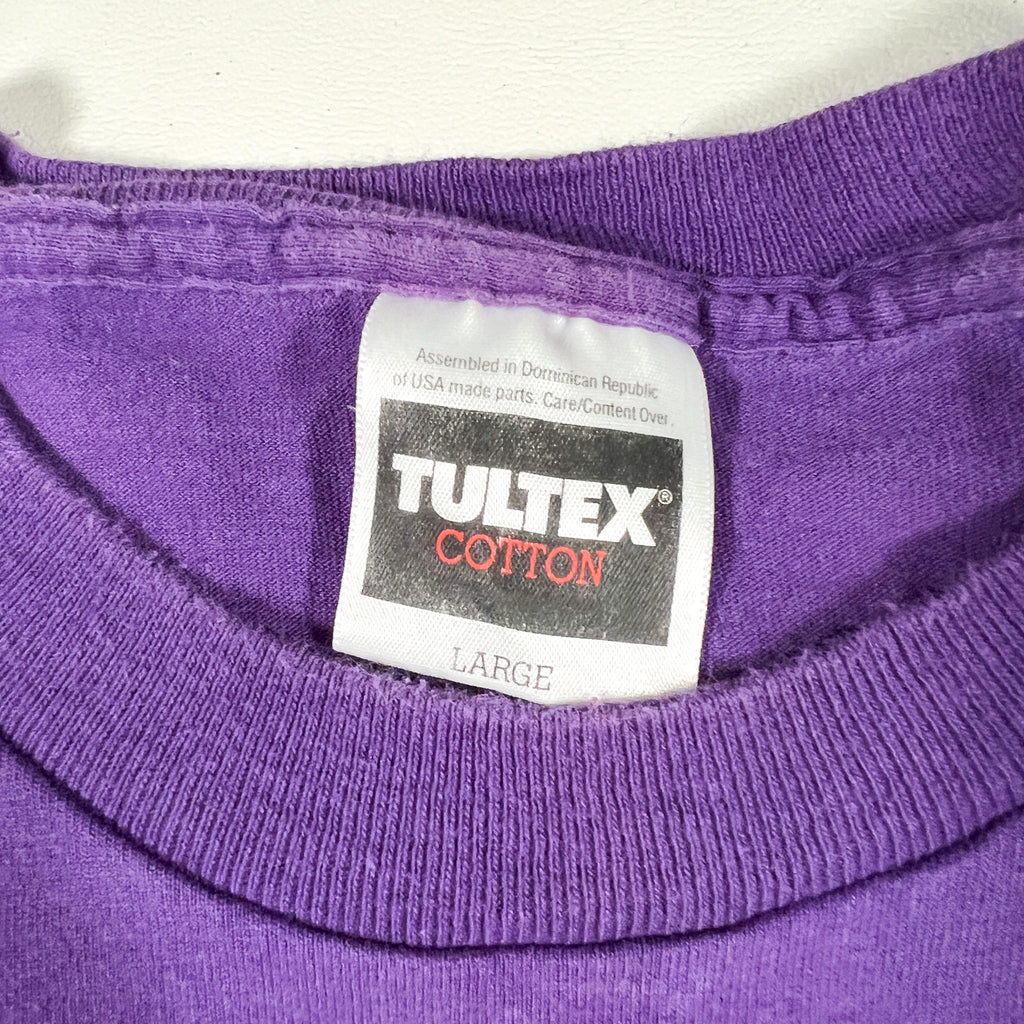 Assembled in Dominican Republic
of USA made parts. Care/Content Over.
TULTEX®
COTTON
LARGE